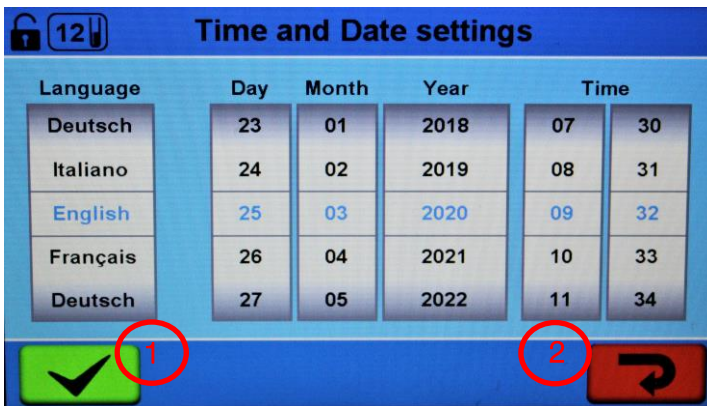 12 Time and Date settings
Language Day Month Year Time
Deutsch 23 01 2018 07 30
Italiano 24 02 2019 08 31
English 25 03 2020 09 32
Français 26 04 2021 10 33
Deutsch 27 05 2022 11 34
1 2